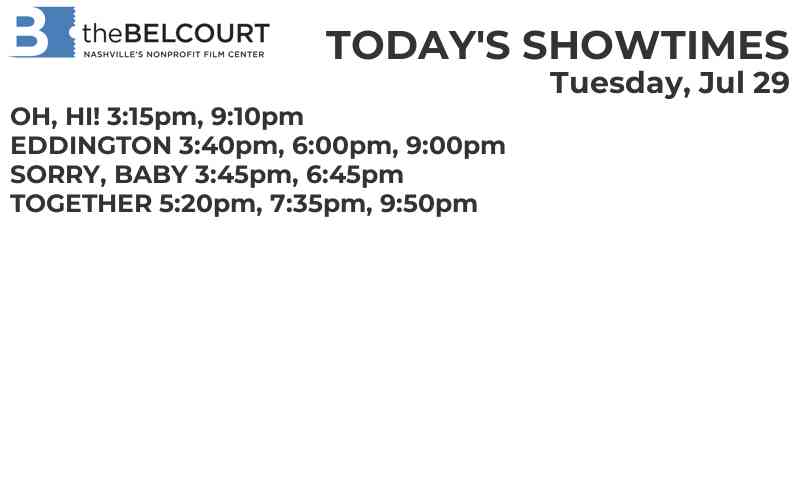 B theBELCOURT
NASHVILLE'S NONPROFIT FILM CENTER
TODAY'S SHOWTIMES
Tuesday, Jul 29
OH, HI! 3:15pm, 9:10pm
EDDINGTON 3:40pm, 6:00pm, 9:00pm
SORRY, BABY 3:45pm, 6:45pm
TOGETHER 5:20pm, 7:35pm, 9:50pm